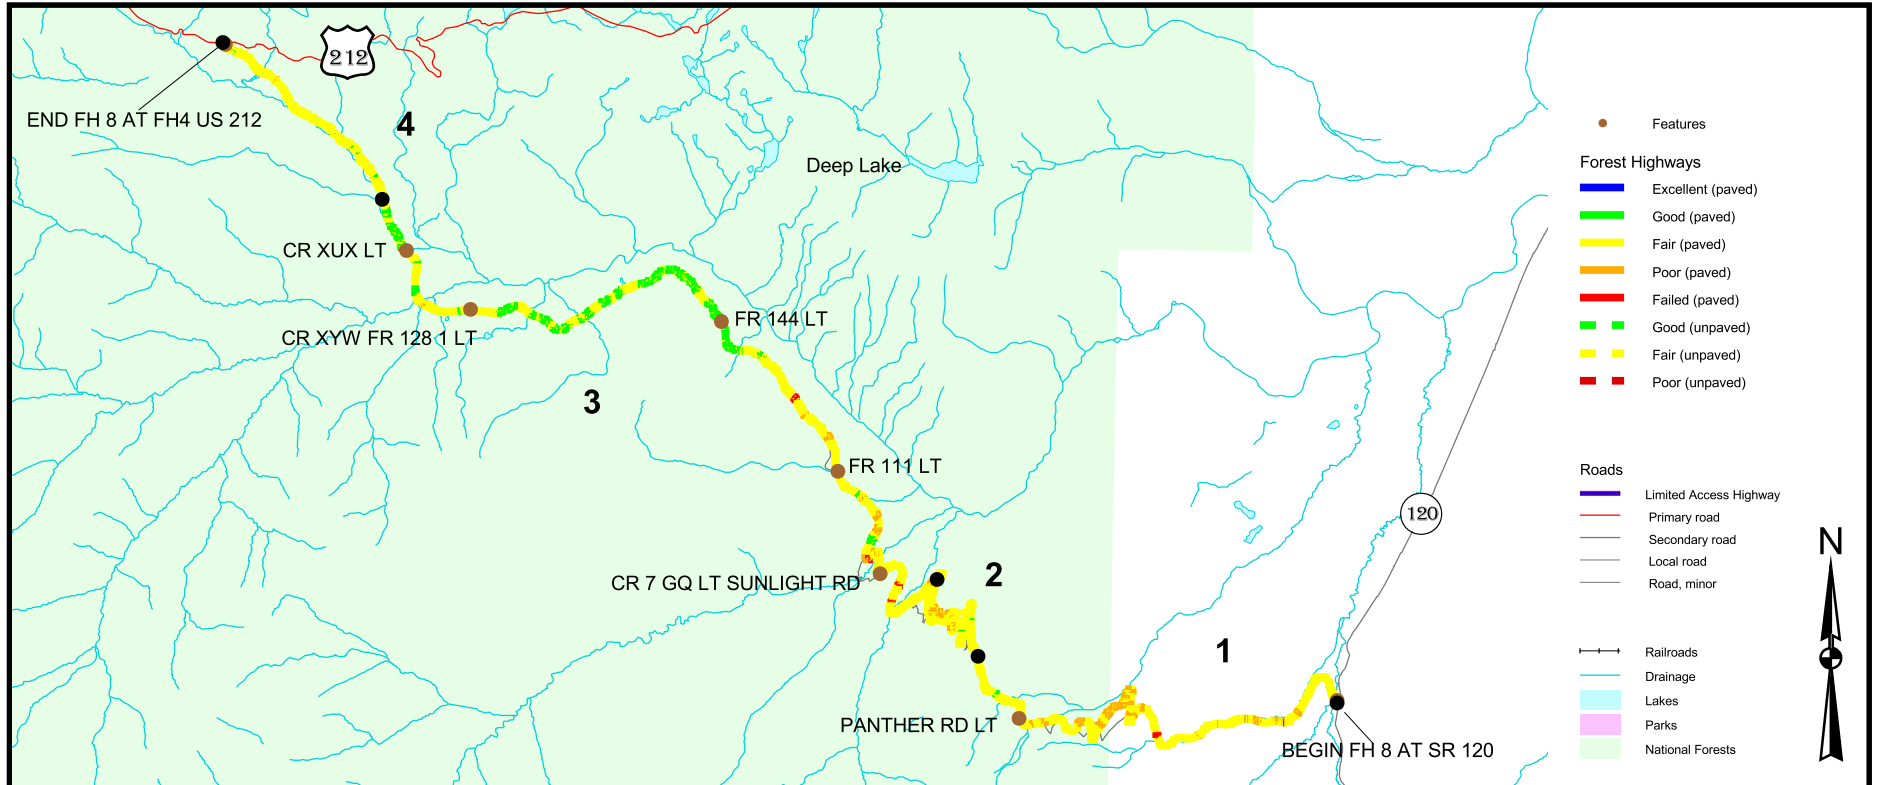 212
END FH 8 AT FH4 US 212
4
Deep Lake
CR XUX LT
CR XYW FR 128 1 LT
FR 144 LT
3
FR 111 LT
120
CR 7 GQ LT SUNLIGHT RD
2
1
PANTHER RD LT
BEGIN FH 8 AT SR 120
Features
Forest Highways
Excellent (paved)
Good (paved)
Fair (paved)
Poor (paved)
Failed (paved)
Good (unpaved)
Fair (unpaved)
Poor (unpaved)
Roads
Limited Access Highway
Primary road
Secondary road
Local road
Road, minor
Railroads
Drainage
Lakes
Parks
National Forests
N